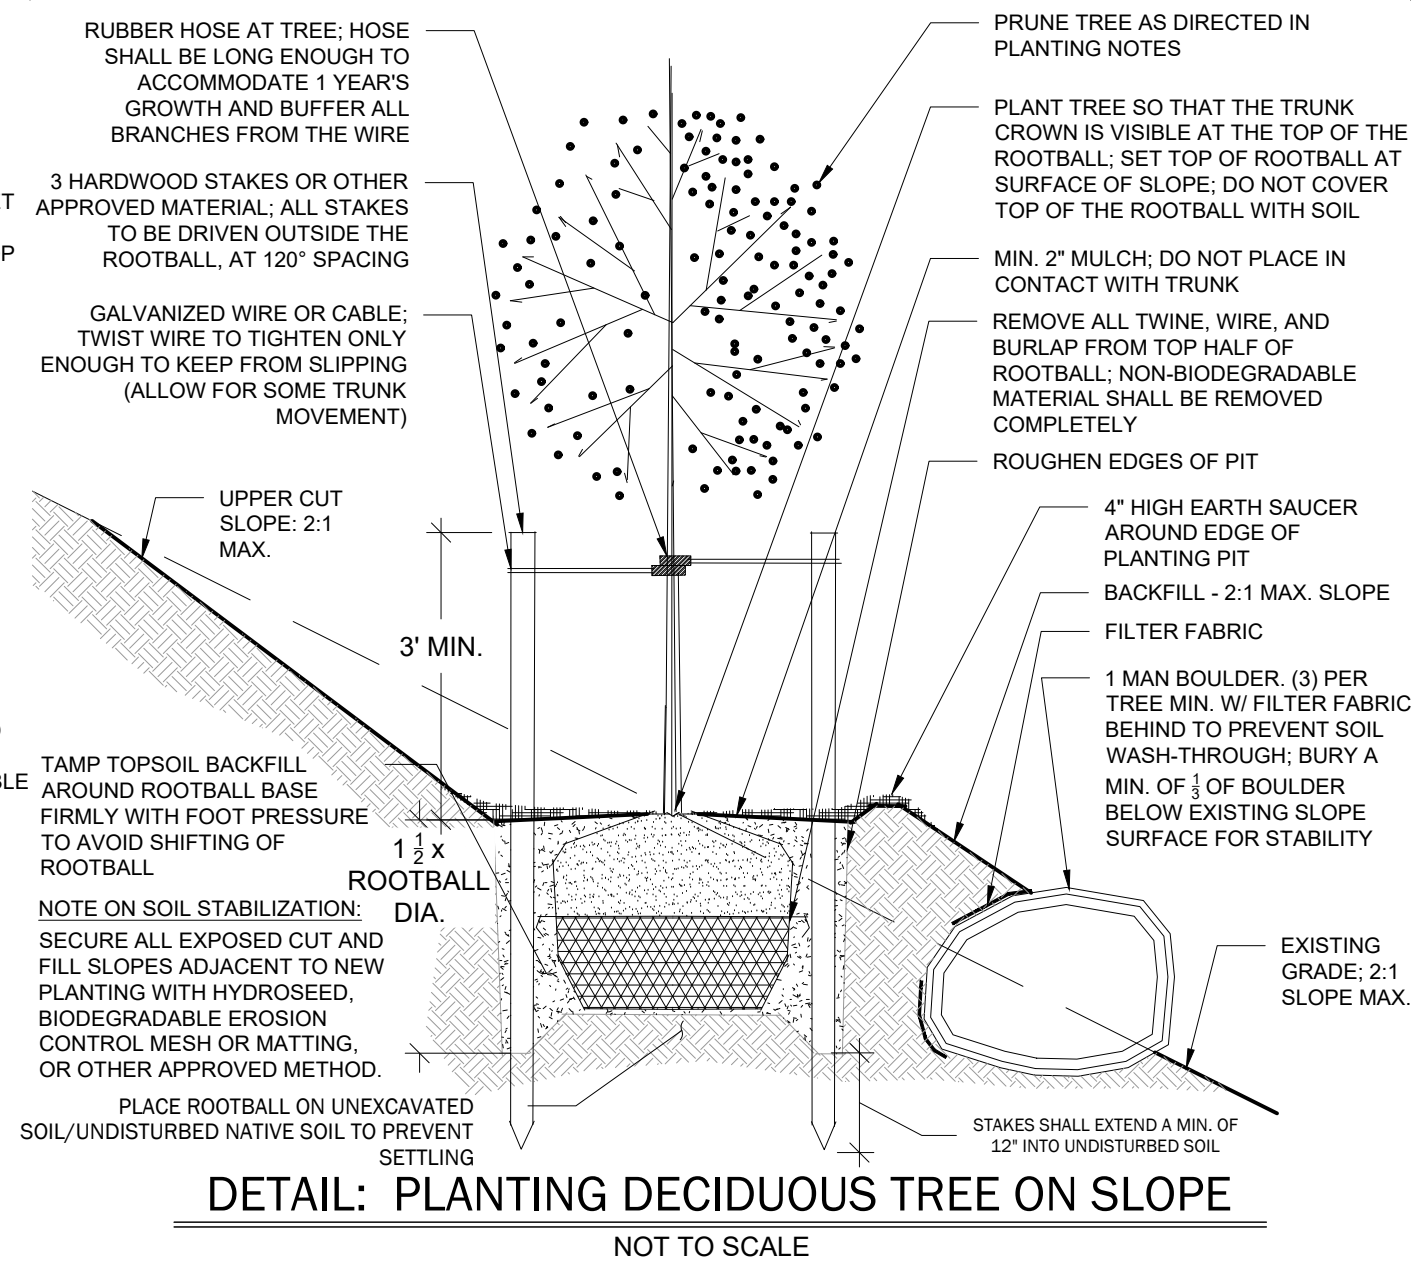 RUBBER HOSE AT TREE; HOSE
SHALL BE LONG ENOUGH TO
ACCOMMODATE 1 YEAR'S
GROWTH AND BUFFER ALL
BRANCHES FROM THE WIRE
3 HARDWOOD STAKES OR OTHER
APPROVED MATERIAL; ALL STAKES
TO BE DRIVEN OUTSIDE THE
ROOTBALL, AT 120° SPACING
GALVANIZED WIRE OR CABLE;
TWIST WIRE TO TIGHTEN ONLY
ENOUGH TO KEEP FROM SLIPPING
(ALLOW FOR SOME TRUNK
MOVEMENT)
UPPER CUT
SLOPE: 2:1
MAX.
3' MIN.
TAMP TOPSOIL BACKFILL
AROUND ROOTBALL BASE
FIRMLY WITH FOOT PRESSURE
TO AVOID SHIFTING OF
ROOTBALL
1 1/2 x
ROOTBALL
DIA.
NOTE ON SOIL STABILIZATION:
SECURE ALL EXPOSED CUT AND
FILL SLOPES ADJACENT TO NEW
PLANTING WITH HYDROSEED,
BIODEGRADABLE EROSION
CONTROL MESH OR MATTING,
OR OTHER APPROVED METHOD.
PLACE ROOTBALL ON UNEXCAVATED
SOIL/UNDISTURBED NATIVE SOIL TO PREVENT
SETTLING
PRUNE TREE AS DIRECTED IN
PLANTING NOTES
PLANT TREE SO THAT THE TRUNK
CROWN IS VISIBLE AT THE TOP OF THE
ROOTBALL; SET TOP OF ROOTBALL AT
SURFACE OF SLOPE; DO NOT COVER
TOP OF THE ROOTBALL WITH SOIL
MIN. 2" MULCH; DO NOT PLACE IN
CONTACT WITH TRUNK
REMOVE ALL TWINE, WIRE, AND
BURLAP FROM TOP HALF OF
ROOTBALL; NON-BIODEGRADABLE
MATERIAL SHALL BE REMOVED
COMPLETELY
ROUGHEN EDGES OF PIT
4" HIGH EARTH SAUCER
AROUND EDGE OF
PLANTING PIT
BACKFILL - 2:1 MAX. SLOPE
FILTER FABRIC
1 MAN BOULDER. (3) PER
TREE MIN. W/ FILTER FABRIC
BEHIND TO PREVENT SOIL
WASH-THROUGH; BURY A
MIN. OF 1/3 OF BOULDER
BELOW EXISTING SLOPE
SURFACE FOR STABILITY
EXISTING
GRADE; 2:1
SLOPE MAX.
STAKES SHALL EXTEND A MIN. OF
12" INTO UNDISTURBED SOIL
DETAIL: PLANTING DECIDUOUS TREE ON SLOPE
NOT TO SCALE